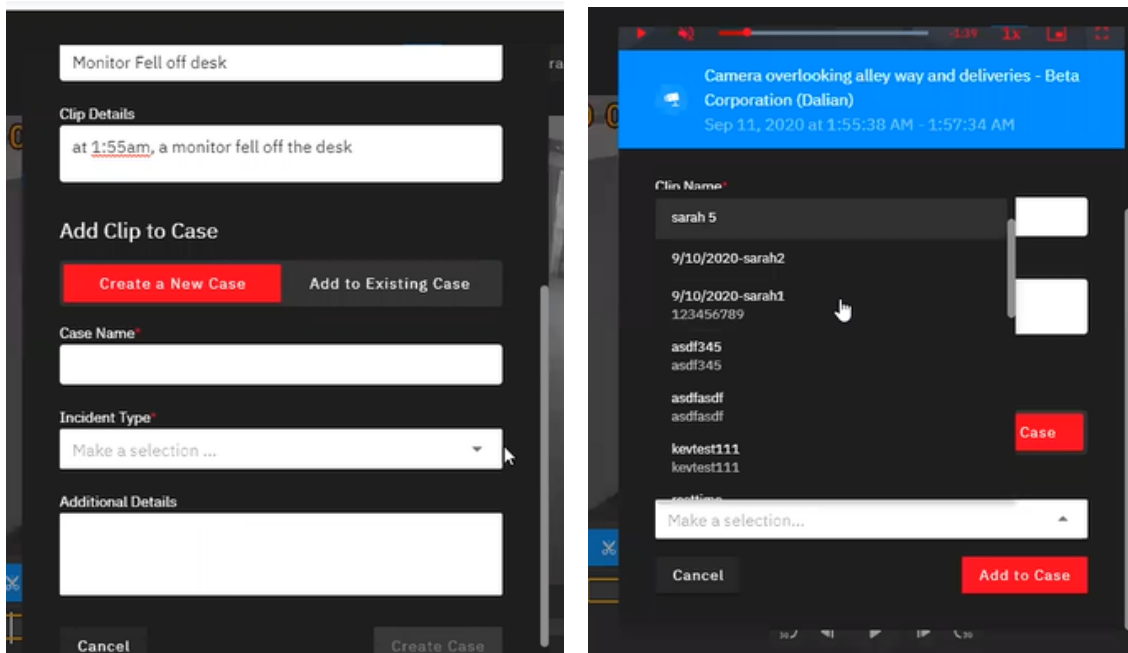 Monitor Fell off desk
Clip Details
at 1:55am, a monitor fell off the desk
Add Clip to Case
Create a New Case
Add to Existing Case
Case Name*
Incident Type*
Make a selection ...
Additional Details
Cancel
Create Case
-1:39
1x
Camera overlooking alley way and deliveries - Beta
Corporation (Dalian)
Sep 11, 2020 at 1:55:38 AM - 1:57:34 AM
Clip Name*
sarah 5
9/10/2020-sarah2
9/10/2020-sarah1
123456789
asdf345
asdf345
asdfasdf
asdfasdf
kevtest111
kevtest111
Case
Make a selection...
Cancel
Add to Case